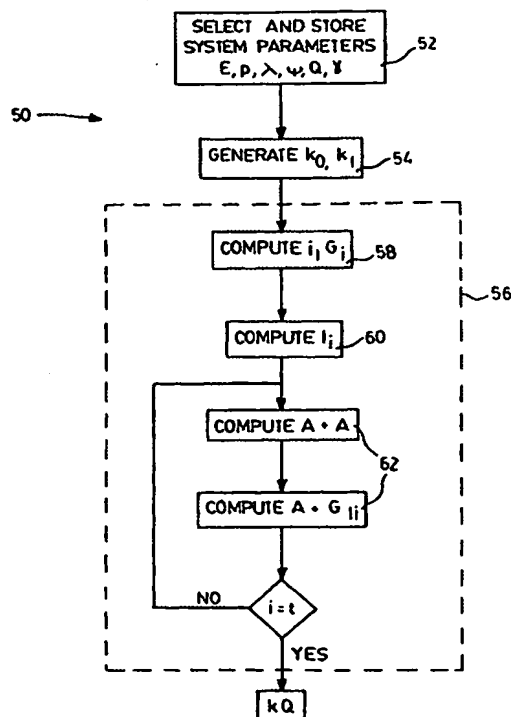 SELECT AND STORE
SYSTEM PARAMETERS
E, p, λ, ψ, Q, γ
52
50
GENERATE k₀, k₁
54
COMPUTE i₁ Gᵢ
58
56
COMPUTE Iᵢ
60
COMPUTE A + A
62
COMPUTE A + G Iᵢ
NO
i = t
YES
kQ